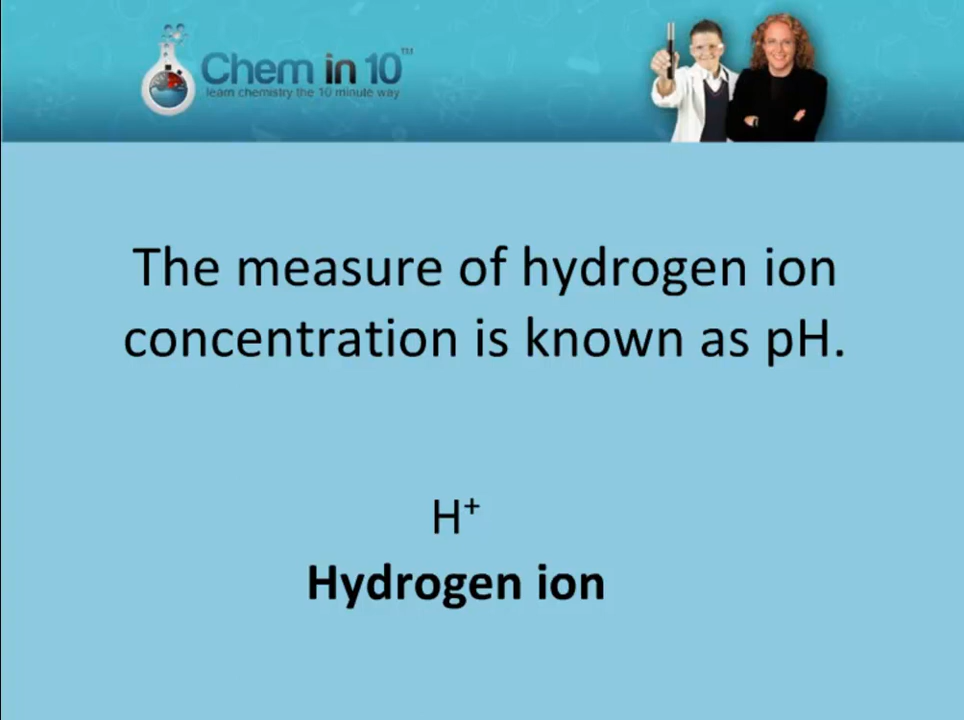 Chem in 10™
learn chemistry the 10 minute way
The measure of hydrogen ion
concentration is known as pH.
H⁺
Hydrogen ion